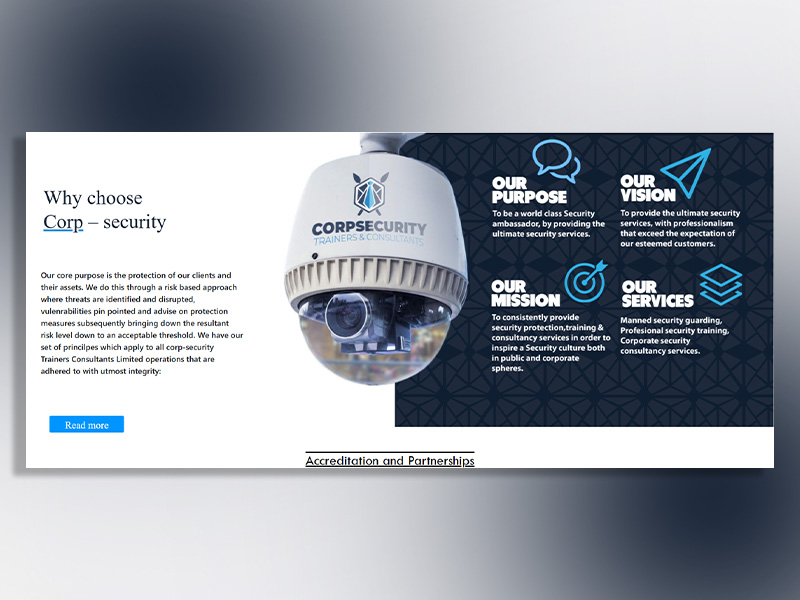 Why choose
Corp – security
Our core purpose is the protection of our clients and
their assets. We do this through a risk based approach
where threats are identified and disrupted,
vulenrabilities pin pointed and advise on protection
measures subsequently bringing down the resultant
risk level down to an acceptable threshold. We have our
set of princilpes which apply to all corp-security
Trainers Consultants Limited operations that are
adhered to with utmost integrity:
Read more
CORPSECURITY
TRAINERS & CONSULTANTS
OUR
PURPOSE
To be a world class Security
ambassador, by providing the
ultimate security services.
OUR
VISION
To provide the ultimate security
services, with professionalism
that exceed the expectation of
our esteemed customers.
OUR
MISSION
To consistently provide
security protection,training &
consultancy services in order to
inspire a Security culture both
in public and corporate
spheres.
OUR
SERVICES
Manned security guarding,
Profesional security training,
Corporate security
consultancy services.
Accreditation and Partnerships